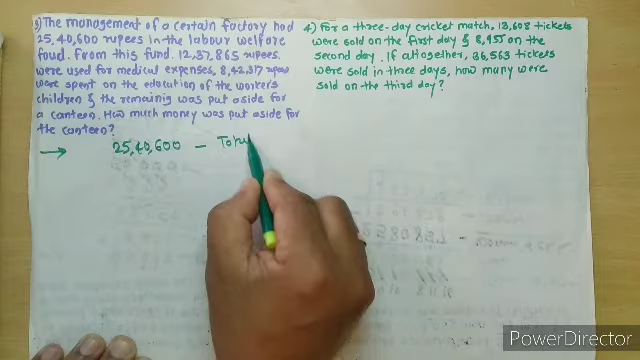 3) The management of a certain factory had
25,40,600 rupees in the labour welfare
found. From this fund. 12,37,865 rupees.
were used for medical expenses, 8,42,317 rupees
were spent on the edocation of the worker's
children & the remaining was put aside for
a canteen. How much money was put aside for
the canteen?
→ 25,40,600 - Total
4) For a three-day cricket match, 13,608 tickets
were sold on the first day & 8,955 on the
second day. If altogether, 36,563 tickets
were sold in three days, how many were
sold on the third day?
PowerDirector